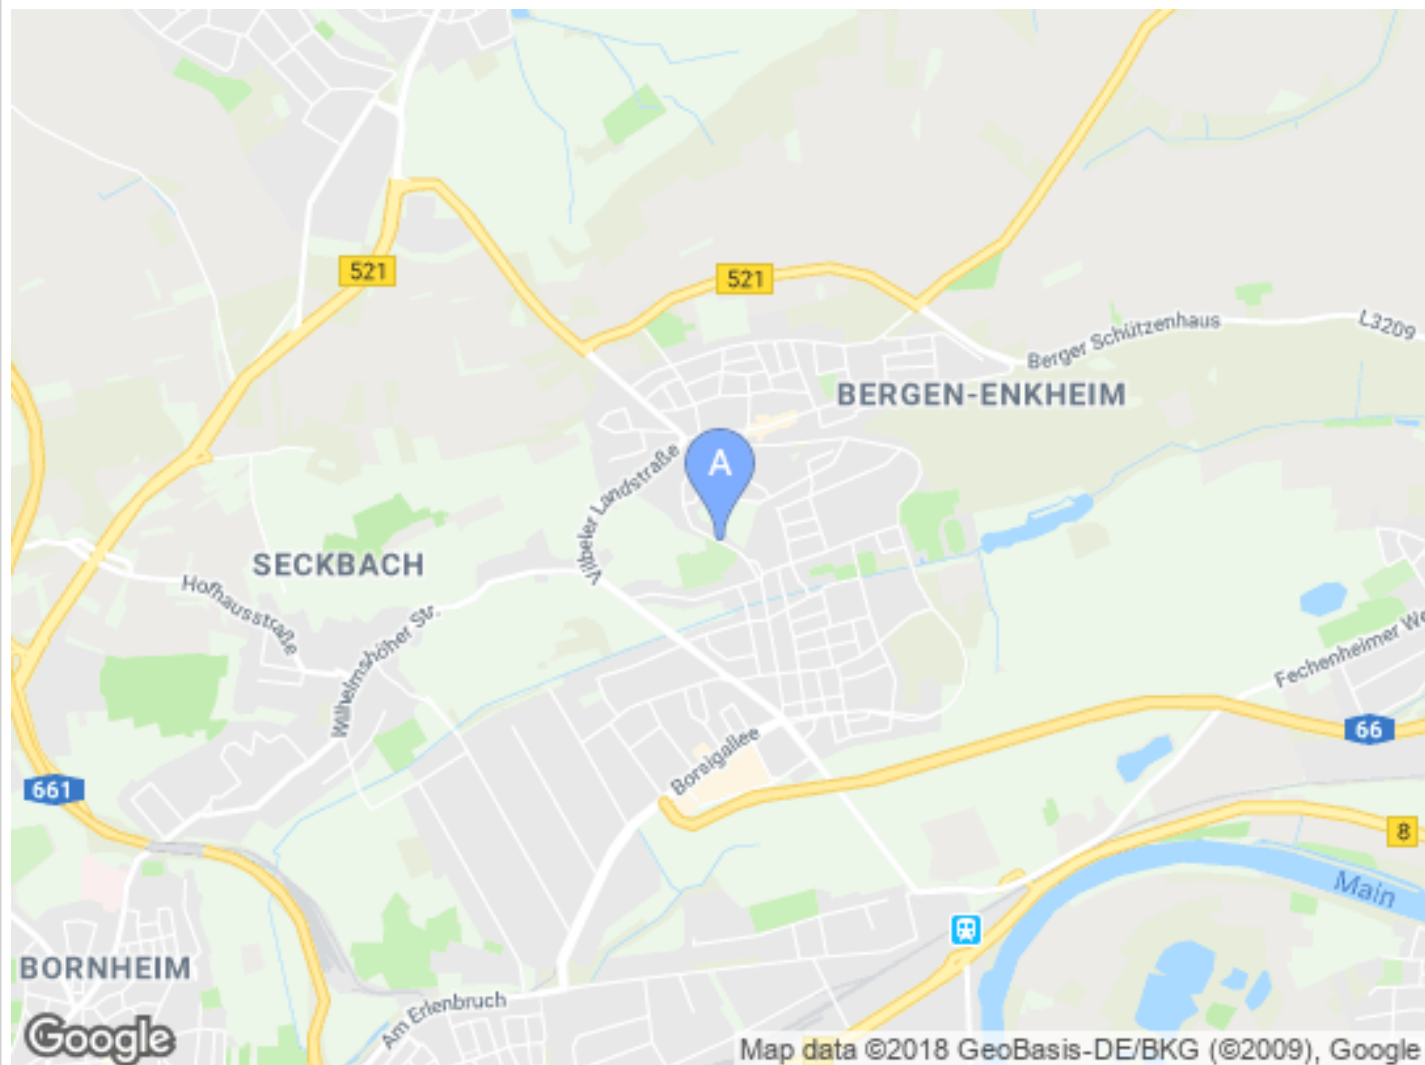 521
521
Berger Schützenhaus
L3209
BERGEN-ENKHEIM
A
Vilbeler Landstraße
SECKBACH
Hofhausstraße
Wilhelmshöher Str.
Fechenheimer We
66
Borsigallee
661
8
Main
BORNHEIM
Am Erlenbruch
Google
Map data ©2018 GeoBasis-DE/BKG (©2009), Google